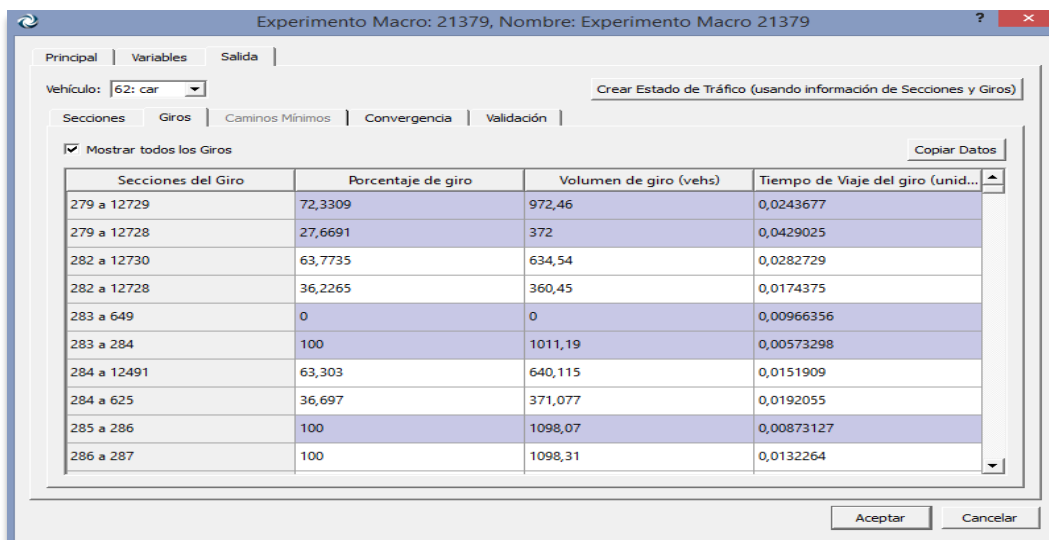 Experimento Macro: 21379, Nombre: Experimento Macro 21379 ? ×
Principal Variables Salida
Vehículo: 62: car Crear Estado de Tráfico (usando información de Secciones y Giros)
Secciones Giros Caminos Mínimos Convergencia Validación
Mostrar todos los Giros Copiar Datos
Secciones del Giro Porcentaje de giro Volumen de giro (vehs) Tiempo de Viaje del giro (unid...
279 a 12729 72,3309 972,46 0,0243677
279 a 12728 27,6691 372 0,0429025
282 a 12730 63,7735 634,54 0,0282729
282 a 12728 36,2265 360,45 0,0174375
283 a 649 0 0 0,00966356
283 a 284 100 1011,19 0,00573298
284 a 12491 63,303 640,115 0,0151909
284 a 625 36,697 371,077 0,0192055
285 a 286 100 1098,07 0,00873127
286 a 287 100 1098,31 0,0132264
Aceptar Cancelar